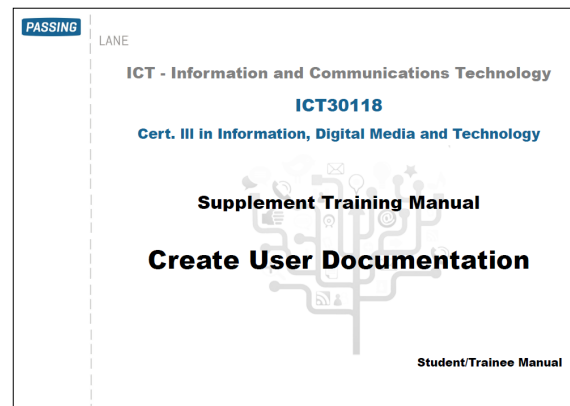 PASSING
LANE
ICT - Information and Communications Technology
ICT30118
Cert. III in Information, Digital Media and Technology
Supplement Training Manual
Create User Documentation
Student/Trainee Manual